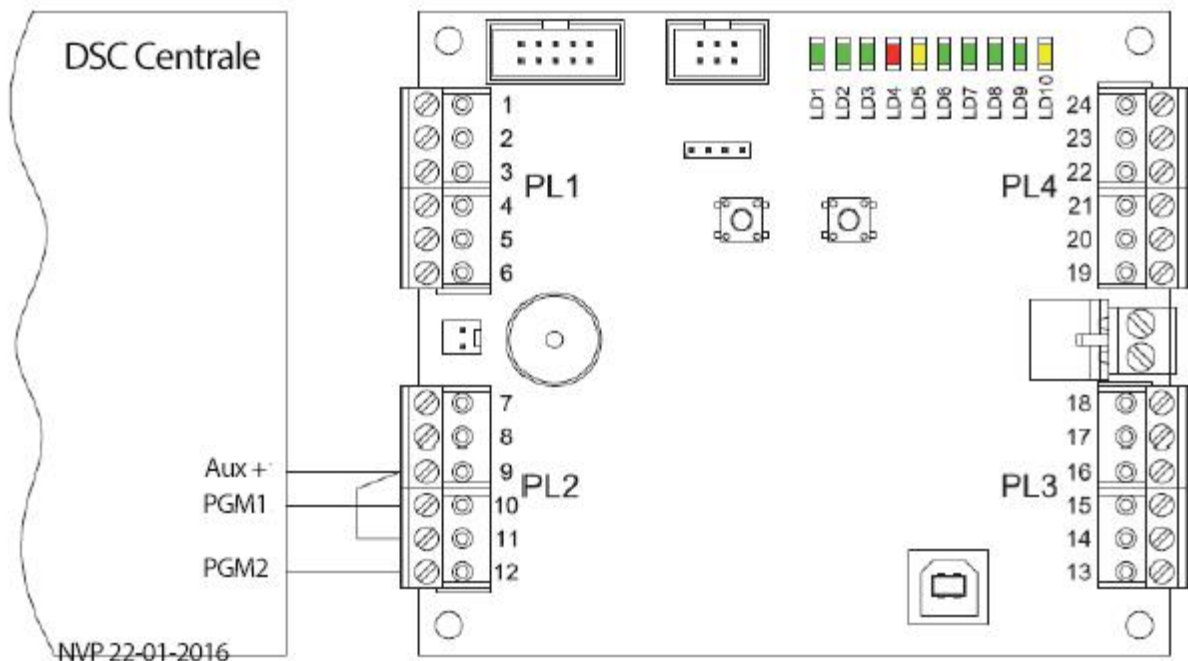 DSC Centrale
LD1
LD2
LD3
LD4
LD5
LD6
LD7
LD8
LD9
LD10
1
2
3
4
5
6
PL1
24
23
22
21
20
19
PL4
7
8
9
10
11
12
PL2
18
17
16
15
14
13
PL3
Aux +
PGM1
PGM2
NVP 22-01-2016